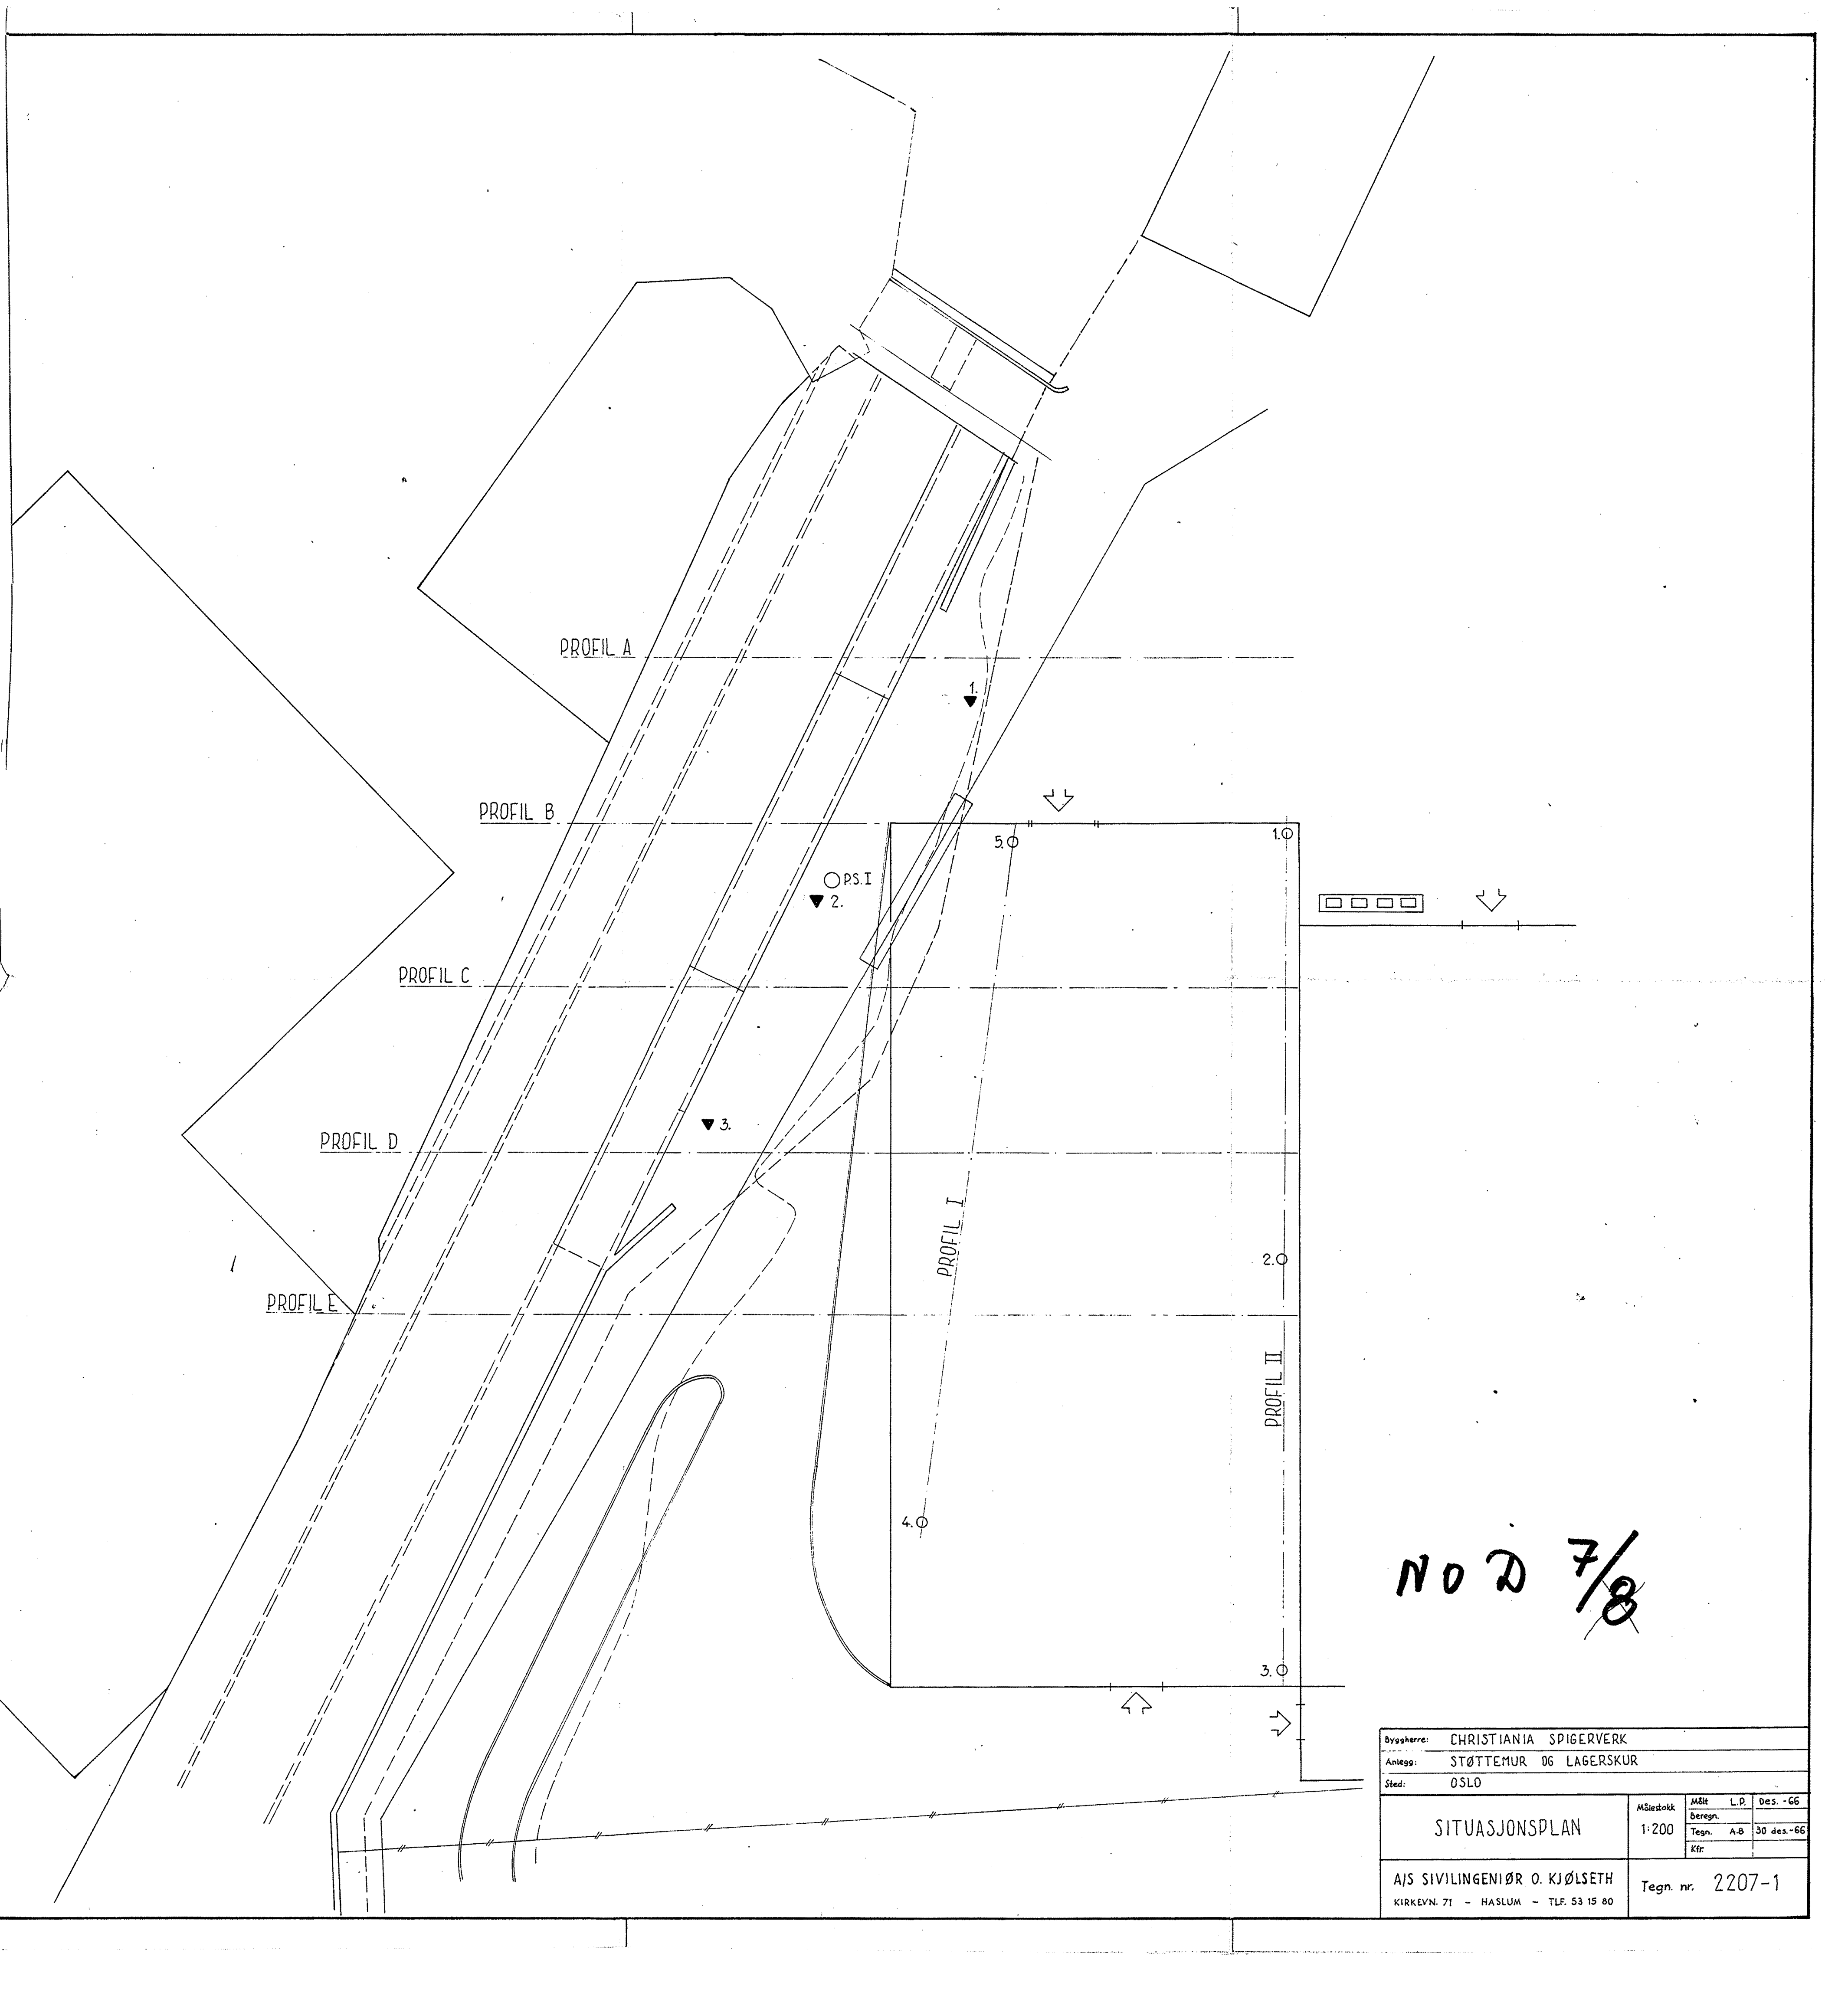 PROFIL A
1.
PROFIL B
5.
1.
P.S. I
2.
PROFIL C
3.
PROFIL D
PROFIL I
2.
PROFIL E
PROFIL II
4.
NOD 7/8
3.
Byggherre: CHRISTIANIA SPIGERVERK
Anlegg: STØTTEMUR OG LAGERSKUR
Sted: OSLO
SITUASJONSPLAN
Målestokk
1:200
Målt L.P. Des. -66
Beregn.
Tegn. A.B 30 des.-66
Kfr.
A/S SIVILINGENIØR O. KJØLSETH
KIRKEVN. 71 - HASLUM - TLF. 53 15 80
Tegn. nr. 2207-1